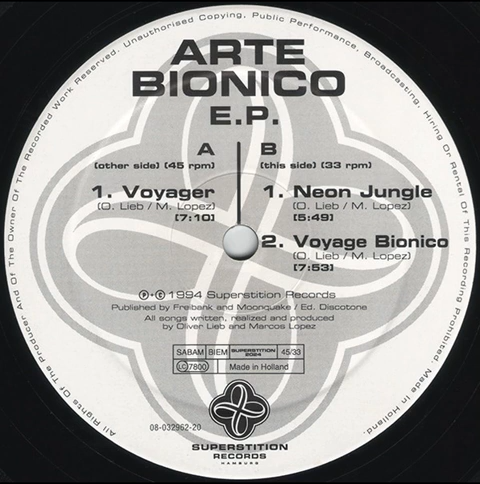 All Rights Of The Producer And Of The Owner Of The Recorded Work Reserved. Unauthorised Copying, Public Performance, Broadcasting, Hiring Or Rental Of This Recording Prohibited. Made In Holland.
ARTE
BIONICO
E.P.
A
(other side) (45 rpm)
1. Voyager
(O. Lieb / M. Lopez)
[7:10]
B
(this side) (33 rpm)
1. Neon Jungle
(O. Lieb / M. Lopez)
[5:49]
2. Voyage Bionico
(O. Lieb / M. Lopez)
[7:53]
℗ + © 1994 Superstition Records
Published by Freibank and Moonquake / Ed. Discotone
All songs written, realized and produced
by Oliver Lieb and Marcos Lopez
SABAM BIEM SUPERSTITION 2024 45/33
LC 7800 Made in Holland
08-032962-20
SUPERSTITION
RECORDS
HAMBURG